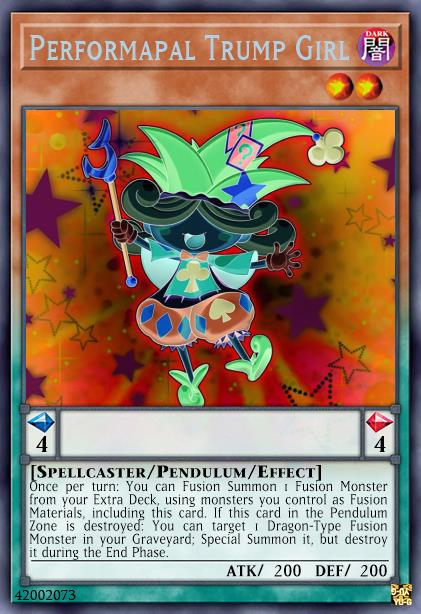 PERFORMAPAL TRUMP GIRL
DARK
闇
? ?
4 4
[SPELLCASTER/PENDULUM/EFFECT]
Once per turn: You can Fusion Summon 1 Fusion Monster
from your Extra Deck, using monsters you control as Fusion
Materials, including this card. If this card in the Pendulum
Zone is destroyed: You can target 1 Dragon-Type Fusion
Monster in your Graveyard; Special Summon it, but destroy
it during the End Phase.
ATK/ 200 DEF/ 200
42002073